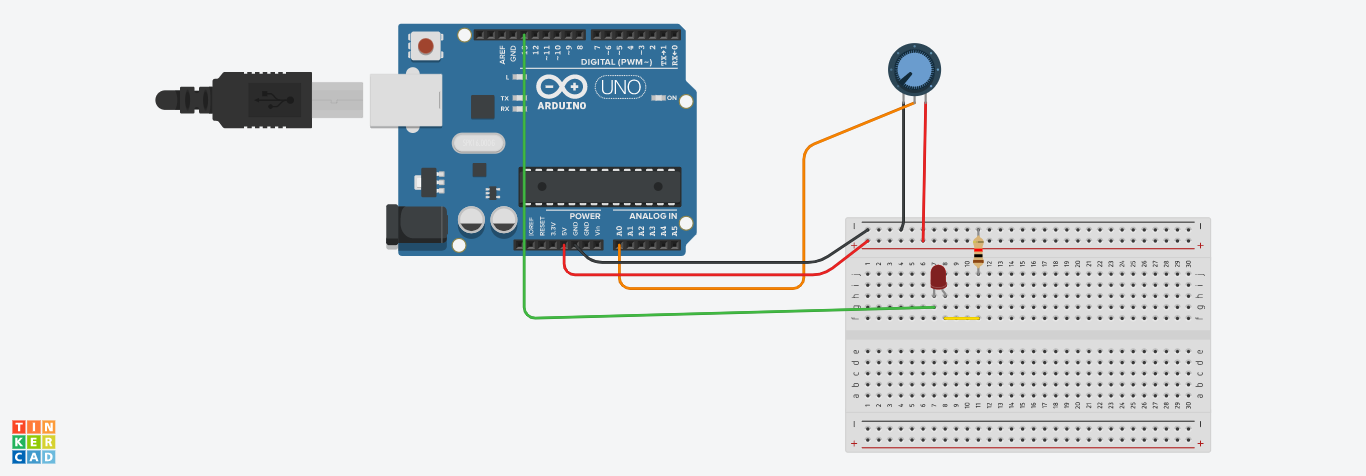 AREF
GND
13
12
~11
~10
~9
8
7
~6
~5
4
~3
2
TX→1
RX←0
DIGITAL (PWM~)
L
TX
RX
ARDUINO
UNO
ON
POWER
ANALOG IN
IOREF
RESET
3.3V
5V
GND
GND
Vin
A0
A1
A2
A3
A4
A5
- -
+ +
1 2 3 4 5 6 7 8 9 10 11 12 13 14 15 16 17 18 19 20 21 22 23 24 25 26 27 28 29 30
j j
i i
h h
g g
f f
e e
d d
c c
b b
a a
1 2 3 4 5 6 7 8 9 10 11 12 13 14 15 16 17 18 19 20 21 22 23 24 25 26 27 28 29 30
- -
+ +
TIN
KER
CAD